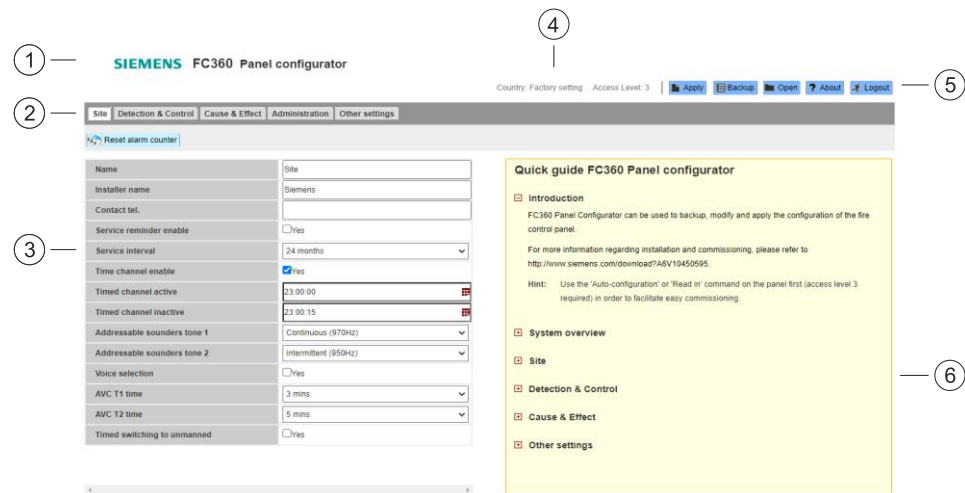 4
1
SIEMENS FC360 Panel configurator
Country: Factory setting Access Level: 3 Apply Backup Open ? About Logout
5
2
Site Detection & Control Cause & Effect Administration Other settings
Reset alarm counter
Name Site
Installer name Siemens
Contact tel.
Service reminder enable Yes
3
Service interval 24 months
Time channel enable Yes
Timed channel active 23:00:00
Timed channel inactive 23:00:15
Addressable sounders tone 1 Continuous (970Hz)
Addressable sounders tone 2 Intermittent (950Hz)
Voice selection Yes
AVC T1 time 3 mins
AVC T2 time 5 mins
Timed switching to unmanned Yes
Quick guide FC360 Panel configurator
Introduction
FC360 Panel Configurator can be used to backup, modify and apply the configuration of the fire
control panel.
For more information regarding installation and commissioning, please refer to
http://www.siemens.com/download?A6V10450595.
Hint: Use the 'Auto-configuration' or 'Read in' command on the panel first (access level 3
required) in order to facilitate easy commissioning.
System overview
Site
6
Detection & Control
Cause & Effect
Other settings